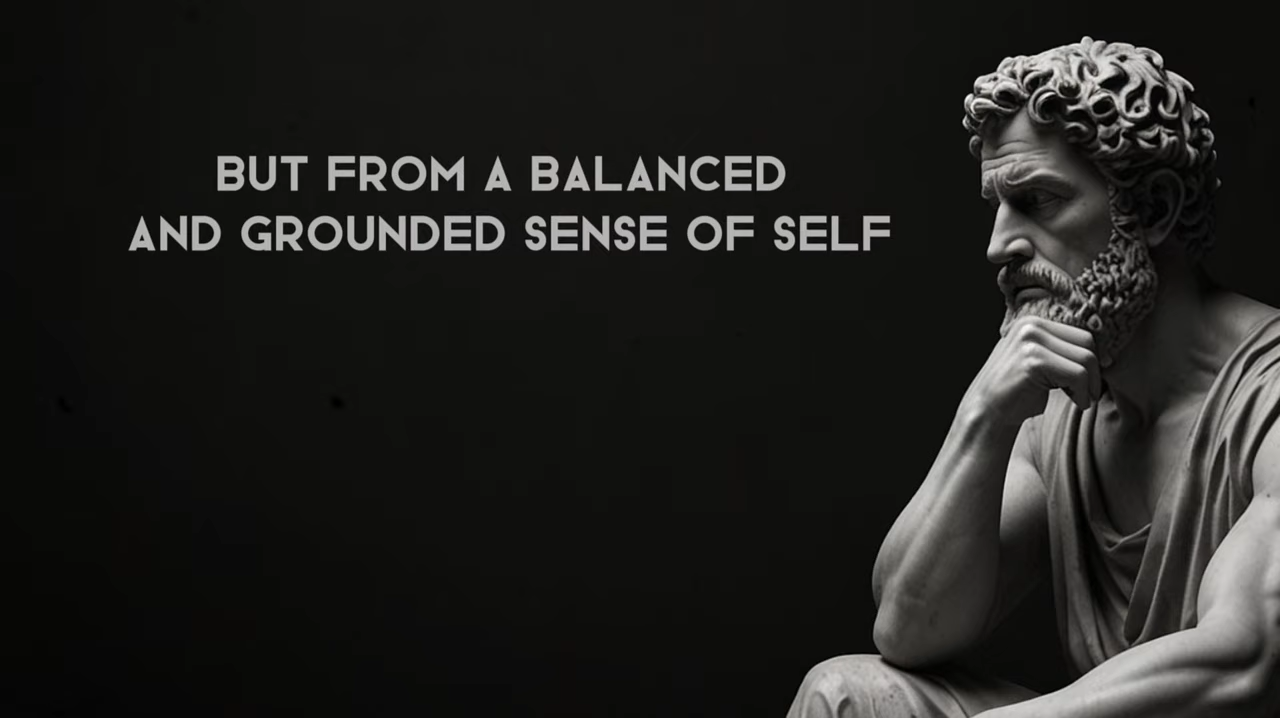 BUT FROM A BALANCED
AND GROUNDED SENSE OF SELF